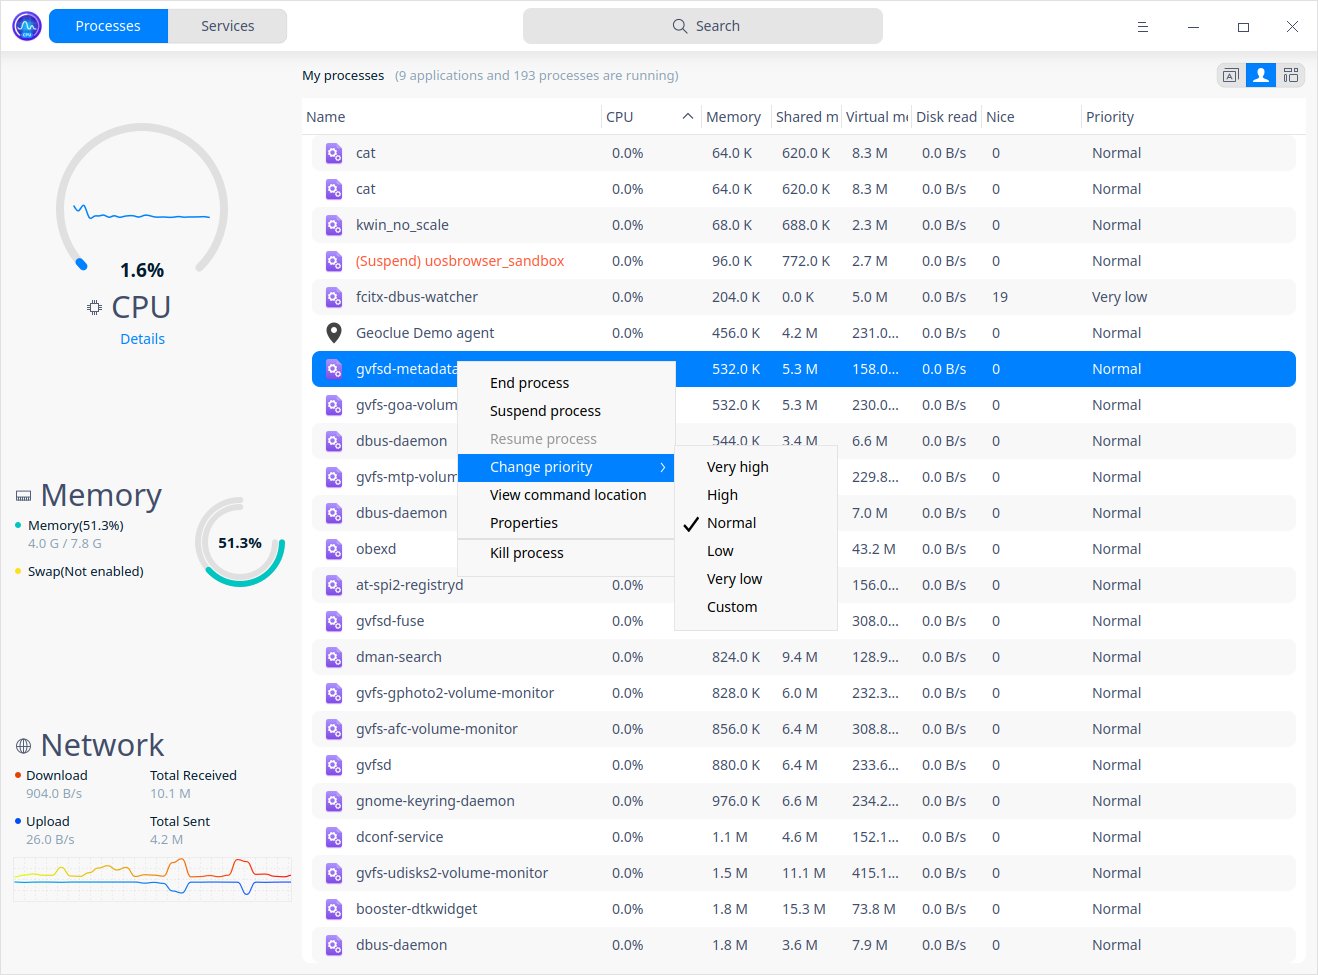 Processes Services Search
My processes (9 applications and 193 processes are running)
Name CPU Memory Shared m Virtual m Disk read Nice Priority
cat 0.0% 64.0 K 620.0 K 8.3 M 0.0 B/s 0 Normal
cat 0.0% 64.0 K 620.0 K 8.3 M 0.0 B/s 0 Normal
kwin_no_scale 0.0% 68.0 K 688.0 K 2.3 M 0.0 B/s 0 Normal
(Suspend) uosbrowser_sandbox 0.0% 96.0 K 772.0 K 2.7 M 0.0 B/s 0 Normal
fcitx-dbus-watcher 0.0% 204.0 K 0.0 K 5.0 M 0.0 B/s 19 Very low
Geoclue Demo agent 0.0% 456.0 K 4.2 M 231.0... 0.0 B/s 0 Normal
gvfsd-metadata 532.0 K 5.3 M 158.0... 0.0 B/s 0 Normal
gvfs-goa-volum 532.0 K 5.3 M 230.0... 0.0 B/s 0 Normal
dbus-daemon 544.0 K 3.4 M 6.6 M 0.0 B/s 0 Normal
gvfs-mtp-volum 229.8... 0.0 B/s 0 Normal
dbus-daemon 7.0 M 0.0 B/s 0 Normal
obexd 43.2 M 0.0 B/s 0 Normal
at-spi2-registryd 0.0% 156.0... 0.0 B/s 0 Normal
gvfsd-fuse 0.0% 308.0... 0.0 B/s 0 Normal
dman-search 0.0% 824.0 K 9.4 M 128.9... 0.0 B/s 0 Normal
gvfs-gphoto2-volume-monitor 0.0% 828.0 K 6.0 M 232.3... 0.0 B/s 0 Normal
gvfs-afc-volume-monitor 0.0% 856.0 K 6.4 M 308.8... 0.0 B/s 0 Normal
gvfsd 0.0% 880.0 K 6.4 M 233.6... 0.0 B/s 0 Normal
gnome-keyring-daemon 0.0% 976.0 K 6.6 M 234.2... 0.0 B/s 0 Normal
dconf-service 0.0% 1.1 M 4.6 M 152.1... 0.0 B/s 0 Normal
gvfs-udisks2-volume-monitor 0.0% 1.5 M 11.1 M 415.1... 0.0 B/s 0 Normal
booster-dtkwidget 0.0% 1.8 M 15.3 M 73.8 M 0.0 B/s 0 Normal
dbus-daemon 0.0% 1.8 M 3.6 M 7.9 M 0.0 B/s 0 Normal
End process
Suspend process
Resume process
Change priority
View command location
Properties
Kill process
Very high
High
Normal
Low
Very low
Custom
1.6%
CPU
Details
Memory
Memory(51.3%)
4.0 G / 7.8 G
Swap(Not enabled)
51.3%
Network
Download Total Received
904.0 B/s 10.1 M
Upload Total Sent
26.0 B/s 4.2 M